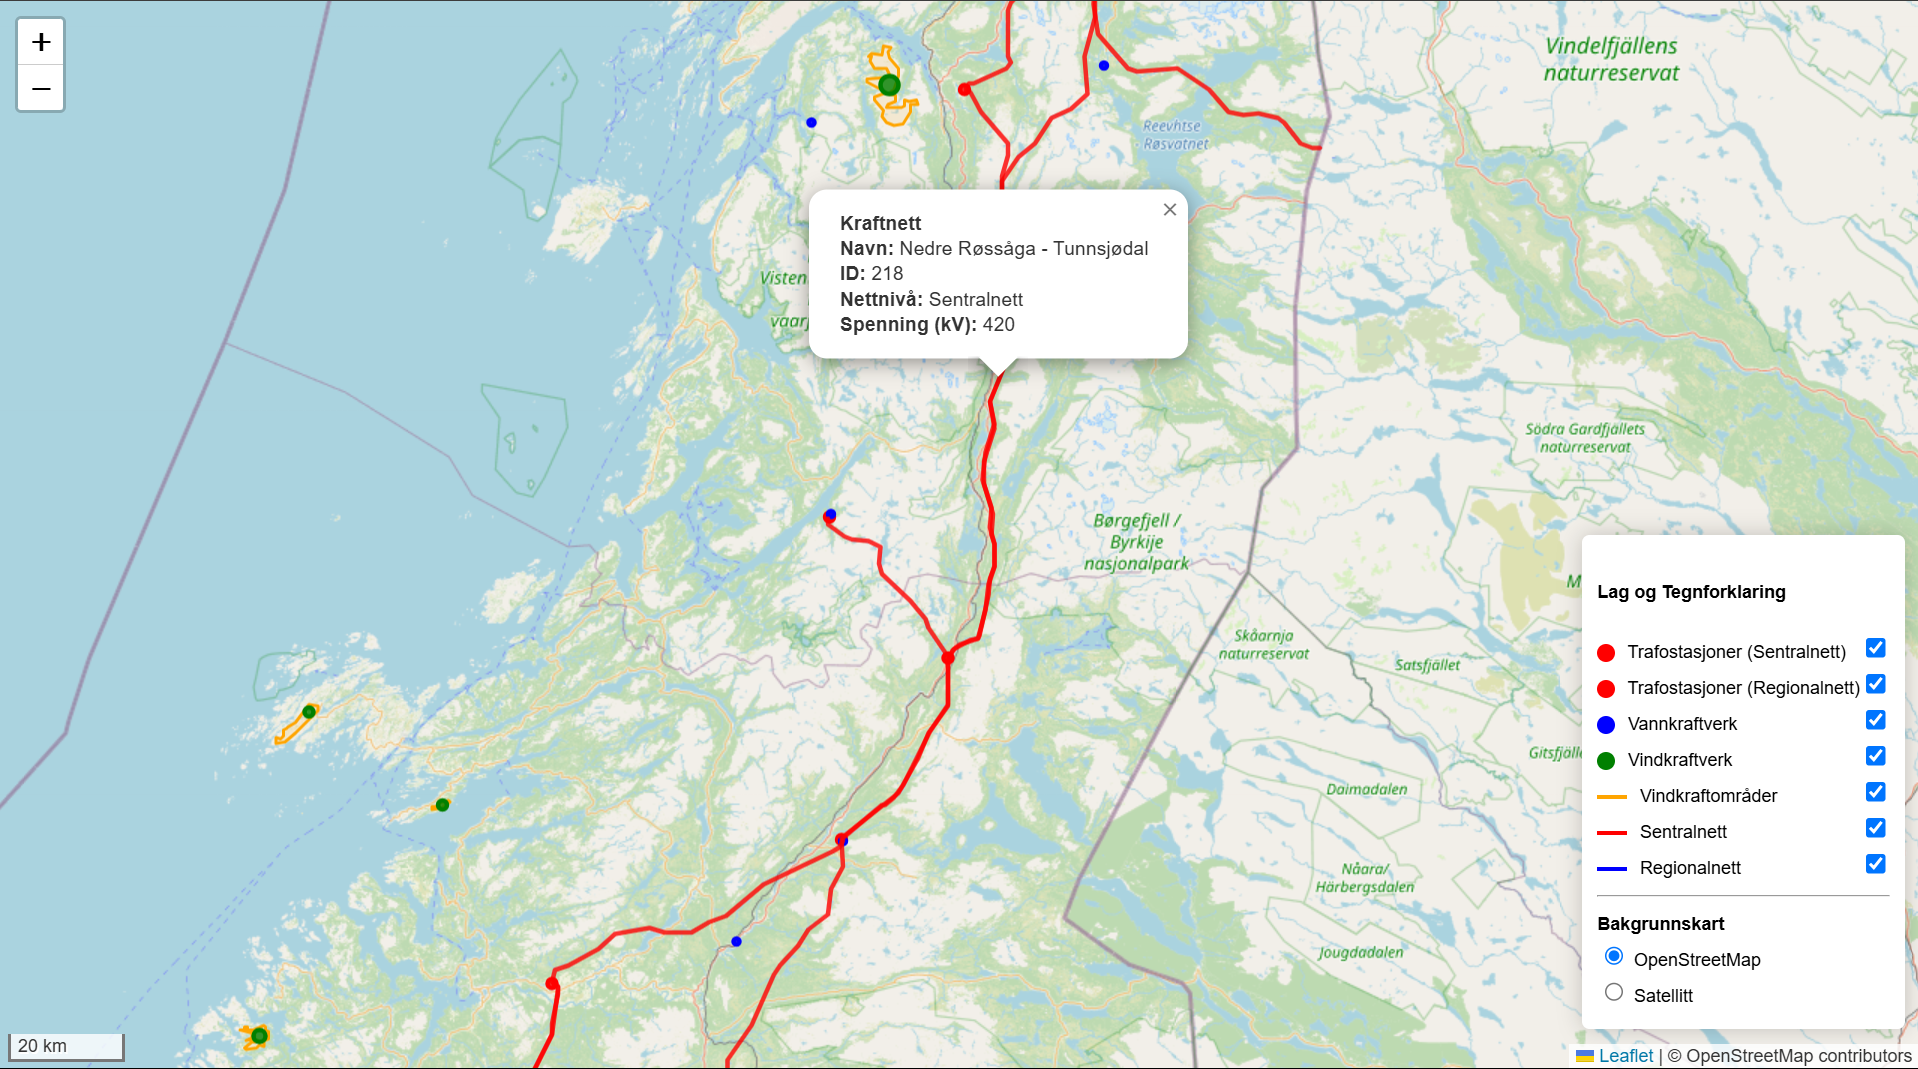 +
−
Vindelfjällens
naturreservat
Reevhtse
- Røsvatnet
×
Kraftnett
Navn: Nedre Røssåga - Tunnsjødal
ID: 218
Nettnivå: Sentralnett
Spenning (kV): 420
Visten
vaarj
Södra Gardfjällets
naturreservat
Børgefjell /
Byrkije
nasjonalpark
M
Skåarnja
naturreservat
Satsfjället
Gitsfjälle
Daimadalen
Nåara/
Härbergsdalen
Jougdadalen
Lag og Tegnforklaring
Trafostasjoner (Sentralnett)
Trafostasjoner (Regionalnett)
Vannkraftverk
Vindkraftverk
Vindkraftområder
Sentralnett
Regionalnett
Bakgrunnskart
OpenStreetMap
Satellitt
20 km
Leaflet | © OpenStreetMap contributors